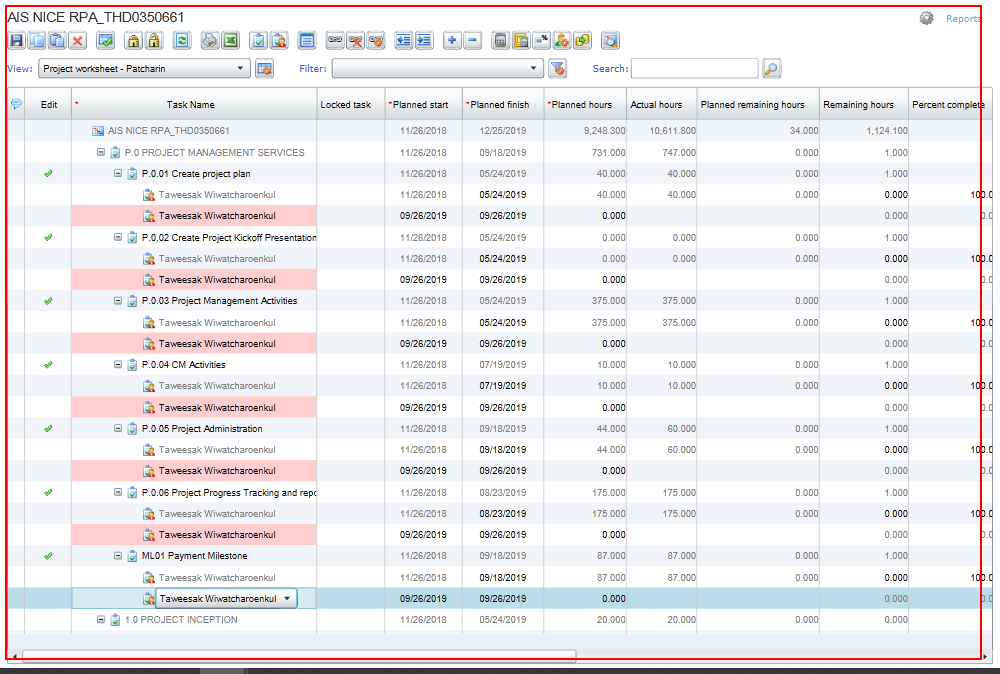 AIS NICE RPA_THD0350661
Reports
View: Project worksheet - Patcharin Filter: Search:
Edit * Task Name Locked task *Planned start *Planned finish *Planned hours Actual hours Planned remaining hours Remaining hours Percent complete
AIS NICE RPA_THD0350661 11/26/2018 12/25/2019 9,248.300 10,611.800 34.000 1,124.100
P.0 PROJECT MANAGEMENT SERVICES 11/26/2018 09/18/2019 731.000 747.000 0.000 1.000
P.0.01 Create project plan 11/26/2018 05/24/2019 40.000 40.000 0.000 1.000
Taweesak Wiwatcharoenkul 11/26/2018 05/24/2019 40.000 40.000 0.000 0.000 100.0
Taweesak Wiwatcharoenkul 09/26/2019 09/26/2019 0.000 0.000 0.0
P.0.02 Create Project Kickoff Presentation 11/26/2018 05/24/2019 0.000 0.000 0.000 1.000
Taweesak Wiwatcharoenkul 11/26/2018 05/24/2019 0.000 0.000 0.000 0.000 100.0
Taweesak Wiwatcharoenkul 09/26/2019 09/26/2019 0.000 0.000 0.0
P.0.03 Project Management Activities 11/26/2018 05/24/2019 375.000 375.000 0.000 1.000
Taweesak Wiwatcharoenkul 11/26/2018 05/24/2019 375.000 375.000 0.000 0.000 100.0
Taweesak Wiwatcharoenkul 09/26/2019 09/26/2019 0.000 0.000 0.0
P.0.04 CM Activities 11/26/2018 07/19/2019 10.000 10.000 0.000 1.000
Taweesak Wiwatcharoenkul 11/26/2018 07/19/2019 10.000 10.000 0.000 0.000 100.0
Taweesak Wiwatcharoenkul 09/26/2019 09/26/2019 0.000 0.000 0.0
P.0.05 Project Administration 11/26/2018 09/18/2019 44.000 60.000 0.000 1.000
Taweesak Wiwatcharoenkul 11/26/2018 09/18/2019 44.000 60.000 0.000 0.000 100.0
Taweesak Wiwatcharoenkul 09/26/2019 09/26/2019 0.000 0.000 0.0
P.0.06 Project Progress Tracking and repo 11/26/2018 08/23/2019 175.000 175.000 0.000 1.000
Taweesak Wiwatcharoenkul 11/26/2018 08/23/2019 175.000 175.000 0.000 0.000 100.0
Taweesak Wiwatcharoenkul 09/26/2019 09/26/2019 0.000 0.000 0.0
ML01 Payment Milestone 11/26/2018 09/18/2019 87.000 87.000 0.000 1.000
Taweesak Wiwatcharoenkul 11/26/2018 09/18/2019 87.000 87.000 0.000 0.000 100.0
Taweesak Wiwatcharoenkul 09/26/2019 09/26/2019 0.000 0.000 0.0
1.0 PROJECT INCEPTION 11/26/2018 05/24/2019 20.000 20.000 0.000 0.000